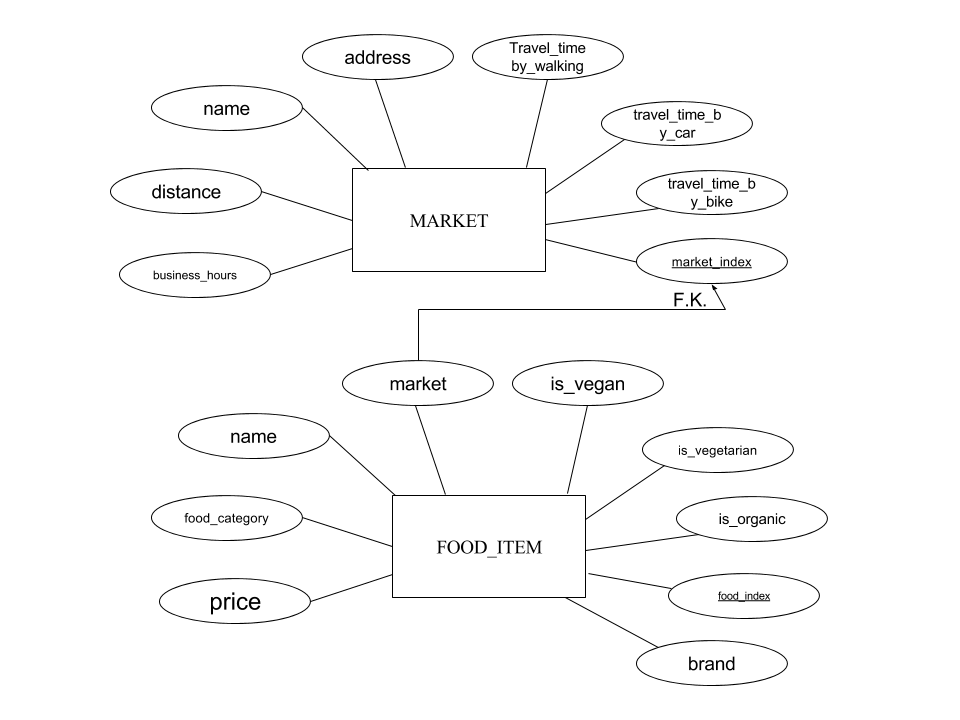 address
Travel_time
by_walking
name
travel_time_b
y_car
distance
travel_time_b
y_bike
MARKET
business_hours
market_index
F.K.
market
is_vegan
name
is_vegetarian
food_category
is_organic
FOOD_ITEM
price
food_index
brand